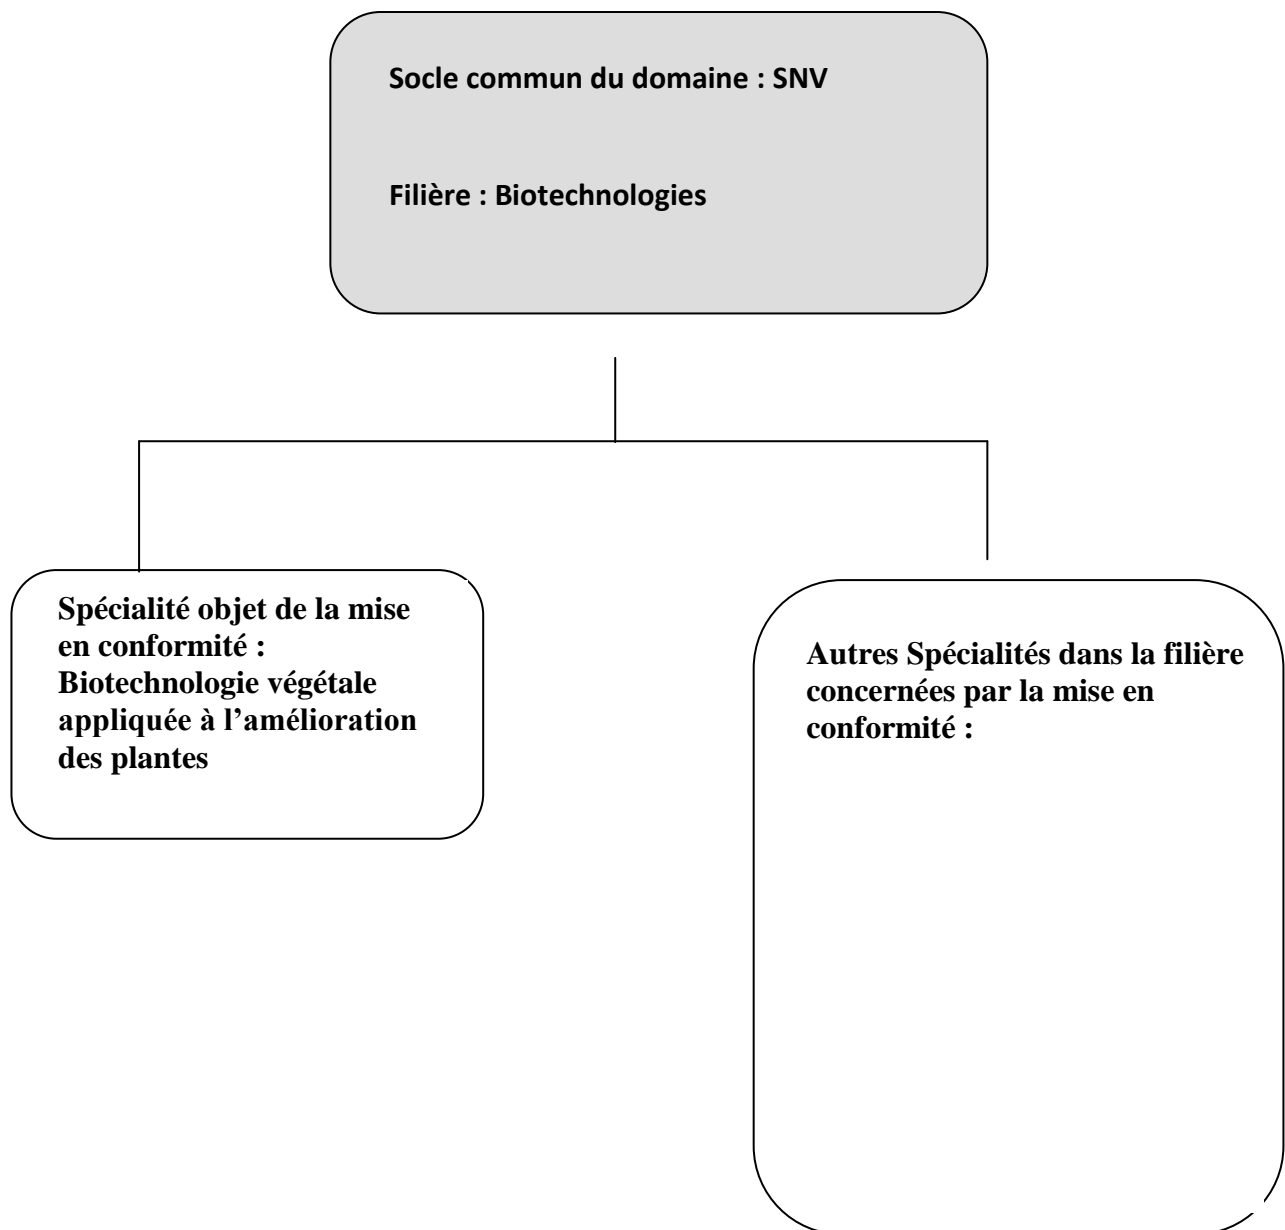 Socle commun du domaine : SNV
Filière : Biotechnologies
Spécialité objet de la mise
en conformité :
Biotechnologie végétale
appliquée à l’amélioration
des plantes
Autres Spécialités dans la filière
concernées par la mise en
conformité :